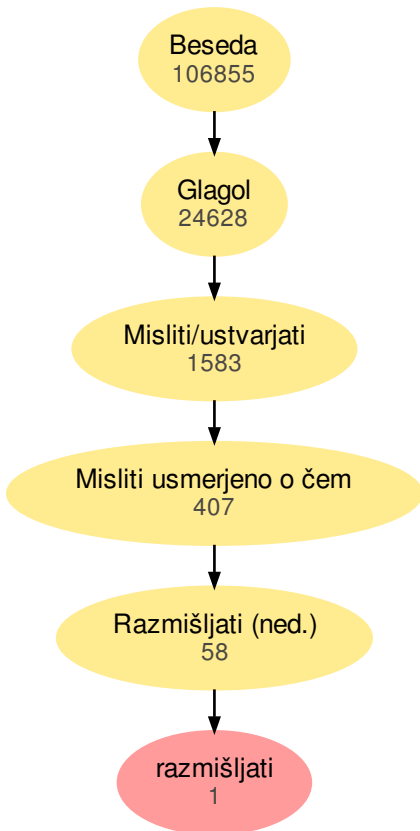 Beseda
106855
Glagol
24628
Misliti/ustvarjati
1583
Misliti usmerjeno o čem
407
Razmišljati (ned.)
58
razmišljati
1